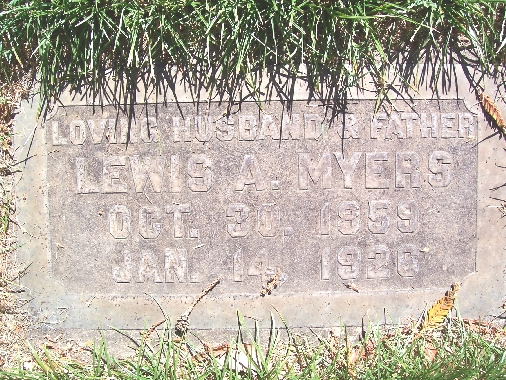 LOVING HUSBAND & FATHER
LEWIS A. MYERS
OCT. 30. 1859
JAN. 14 1926